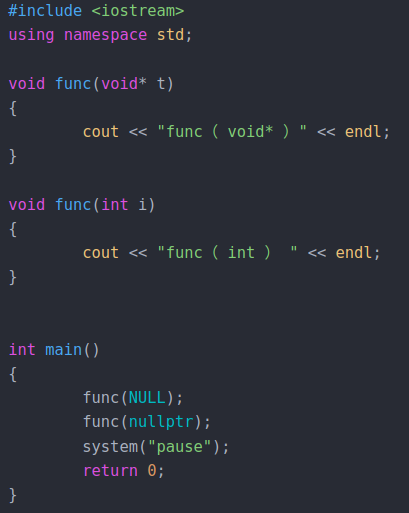 #include <iostream>
using namespace std;
void func(void* t)
{
cout << "func（void*）" << endl;
}
void func(int i)
{
cout << "func（int） " << endl;
}
int main()
{
func(NULL);
func(nullptr);
system("pause");
return 0;
}